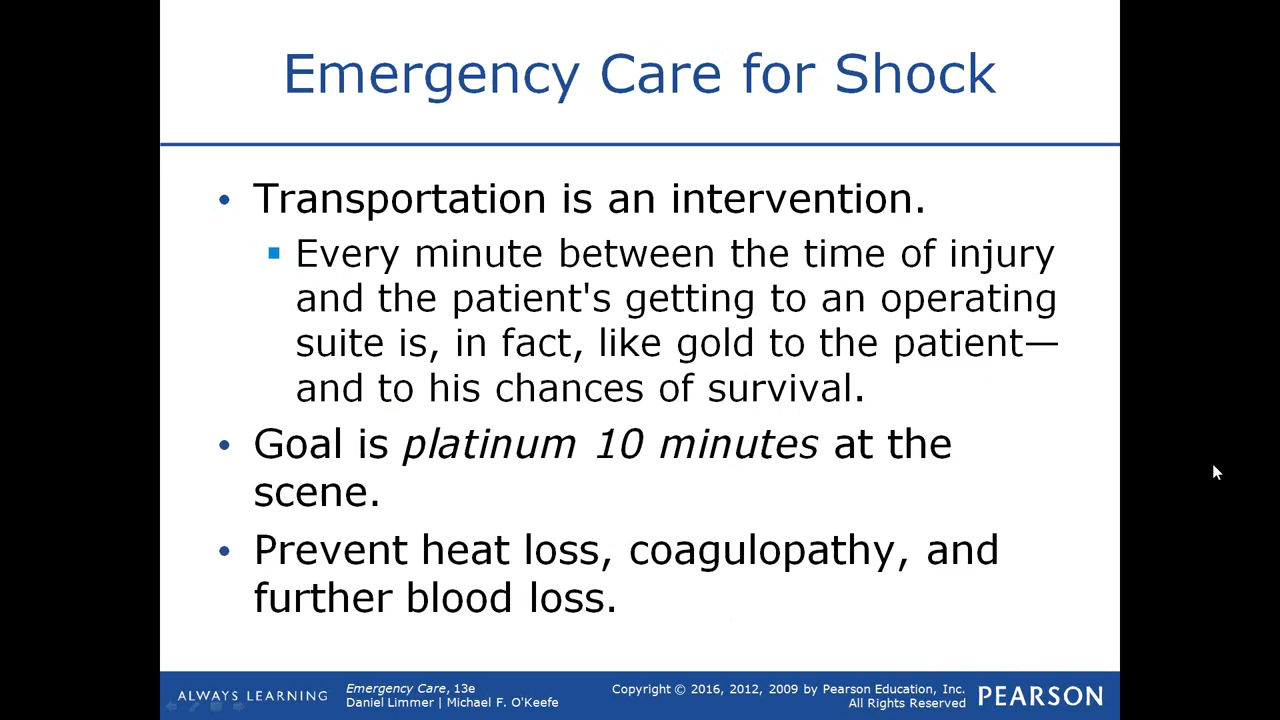 Emergency Care for Shock
• Transportation is an intervention.
▪ Every minute between the time of injury
and the patient's getting to an operating
suite is, in fact, like gold to the patient—
and to his chances of survival.
• Goal is platinum 10 minutes at the
scene.
• Prevent heat loss, coagulopathy, and
further blood loss.
ALWAYS LEARNING
Emergency Care, 13e
Daniel Limmer | Michael F. O'Keefe
Copyright © 2016, 2012, 2009 by Pearson Education, Inc.
All Rights Reserved
PEARSON